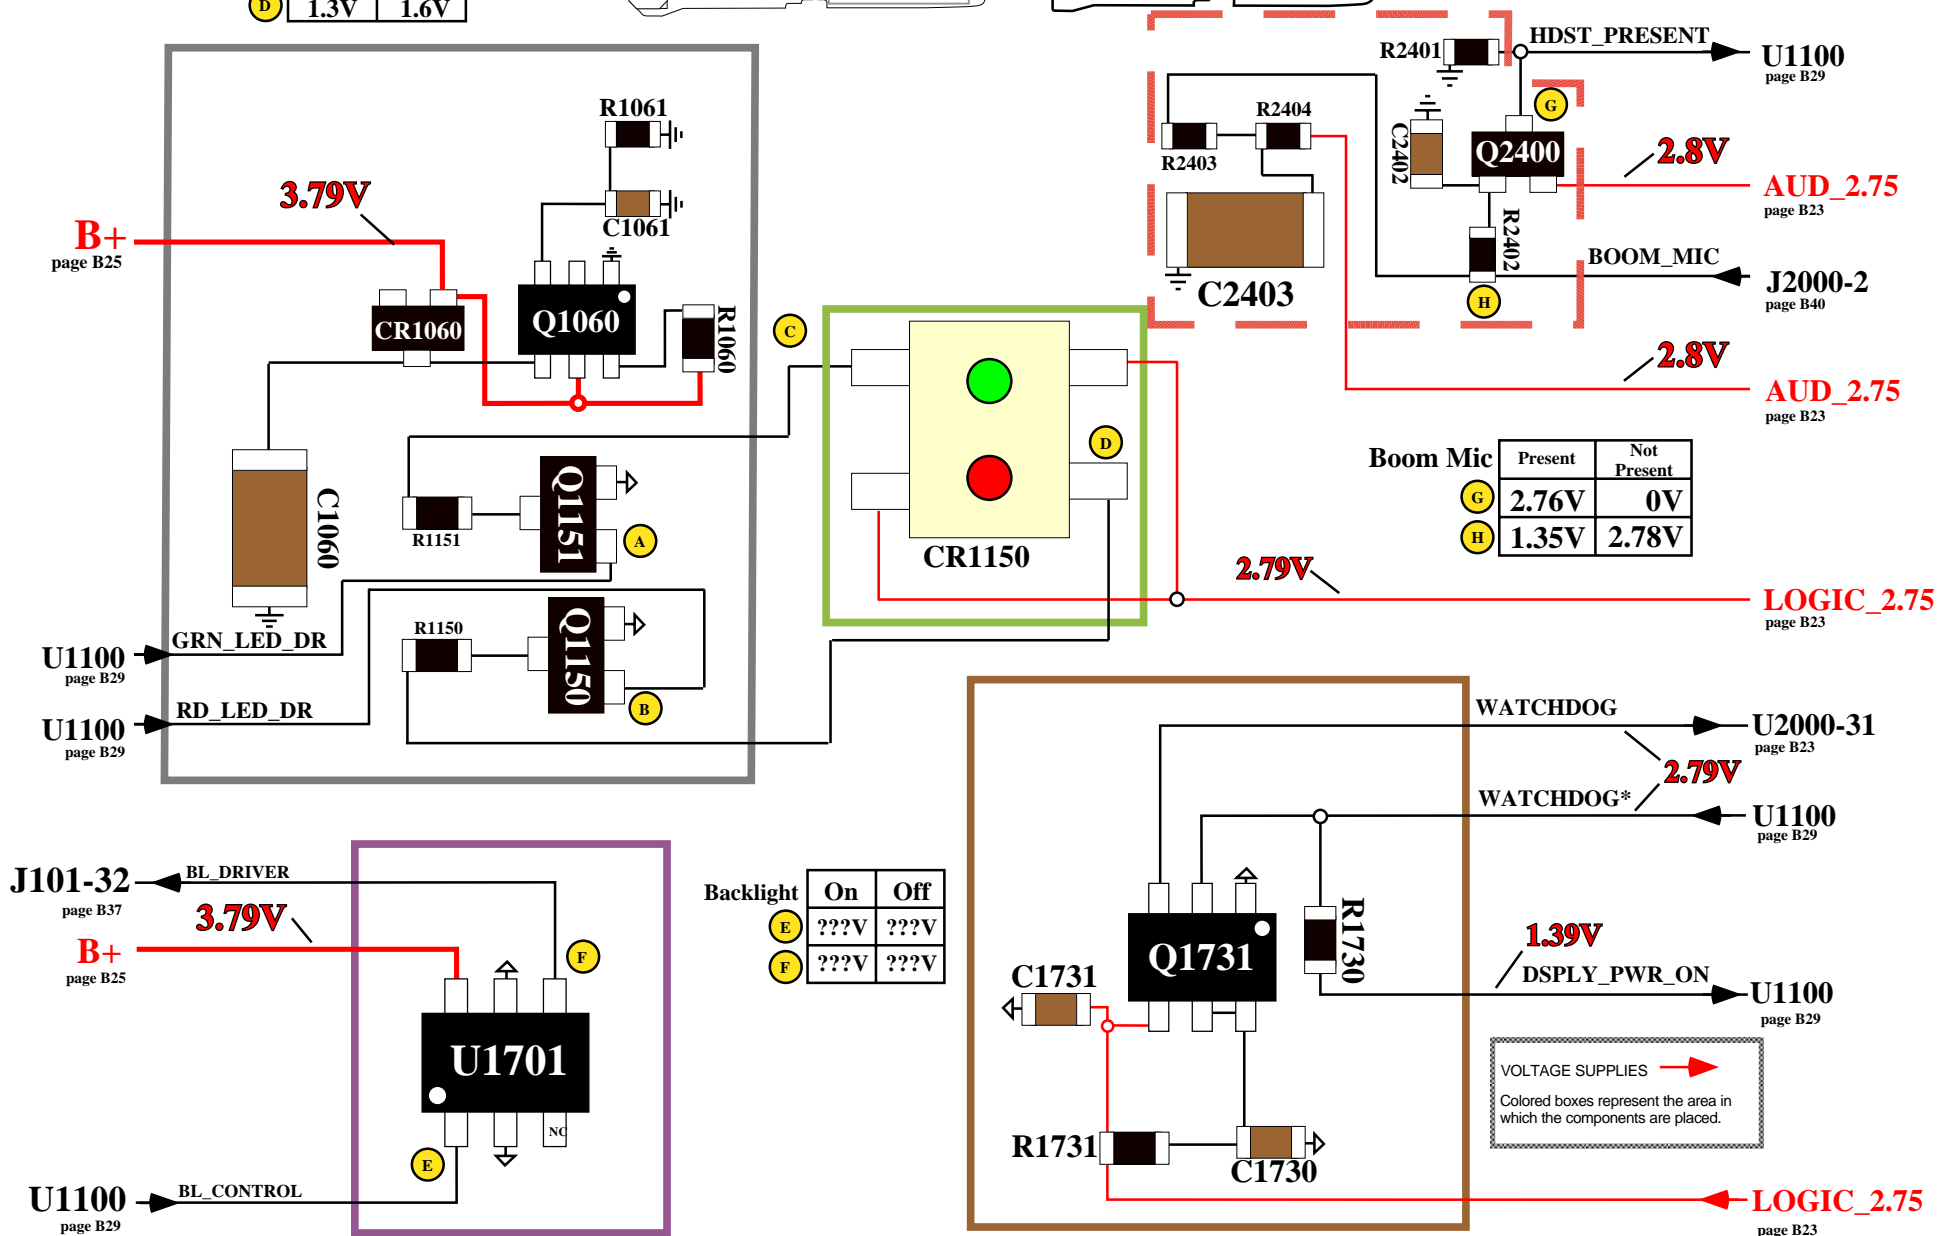 D 1.3V 1.6V
R2401
HDST_PRESENT
U1100
page B29
R1061
R2404
G
C2402
Q2400
2.8V
R2403
3.79V
AUD_2.75
page B23
B+
page B25
C1061
R2402
BOOM_MIC
J2000-2
page B40
C2403
H
CR1060
Q1060
R1060
C
2.8V
AUD_2.75
page B23
D
Boom Mic Present Not Present
G 2.76V 0V
H 1.35V 2.78V
C1060
R1151
Q1151
A
CR1150
2.79V
LOGIC_2.75
page B23
U1100
page B29
GRN_LED_DR
R1150
Q1150
B
U1100
page B29
RD_LED_DR
WATCHDOG
U2000-31
page B23
2.79V
WATCHDOG*
U1100
page B29
J101-32
page B37
BL_DRIVER
3.79V
B+
page B25
F
Backlight On Off
E ???V ???V
F ???V ???V
Q1731
R1730
1.39V
C1731
DSPLY_PWR_ON
U1100
page B29
U1701
NC
E
VOLTAGE SUPPLIES
Colored boxes represent the area in
which the components are placed.
R1731
C1730
U1100
page B29
BL_CONTROL
LOGIC_2.75
page B23